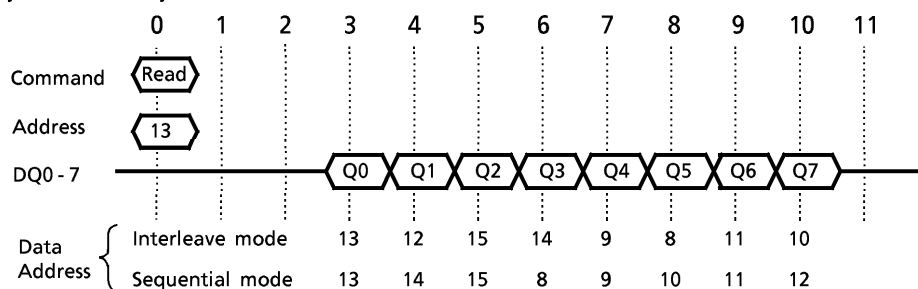 0 1 2 3 4 5 6 7 8 9 10 11
Command Read
Address 13
DQ0 - 7 Q0 Q1 Q2 Q3 Q4 Q5 Q6 Q7
Data Address
Interleave mode 13 12 15 14 9 8 11 10
Sequential mode 13 14 15 8 9 10 11 12